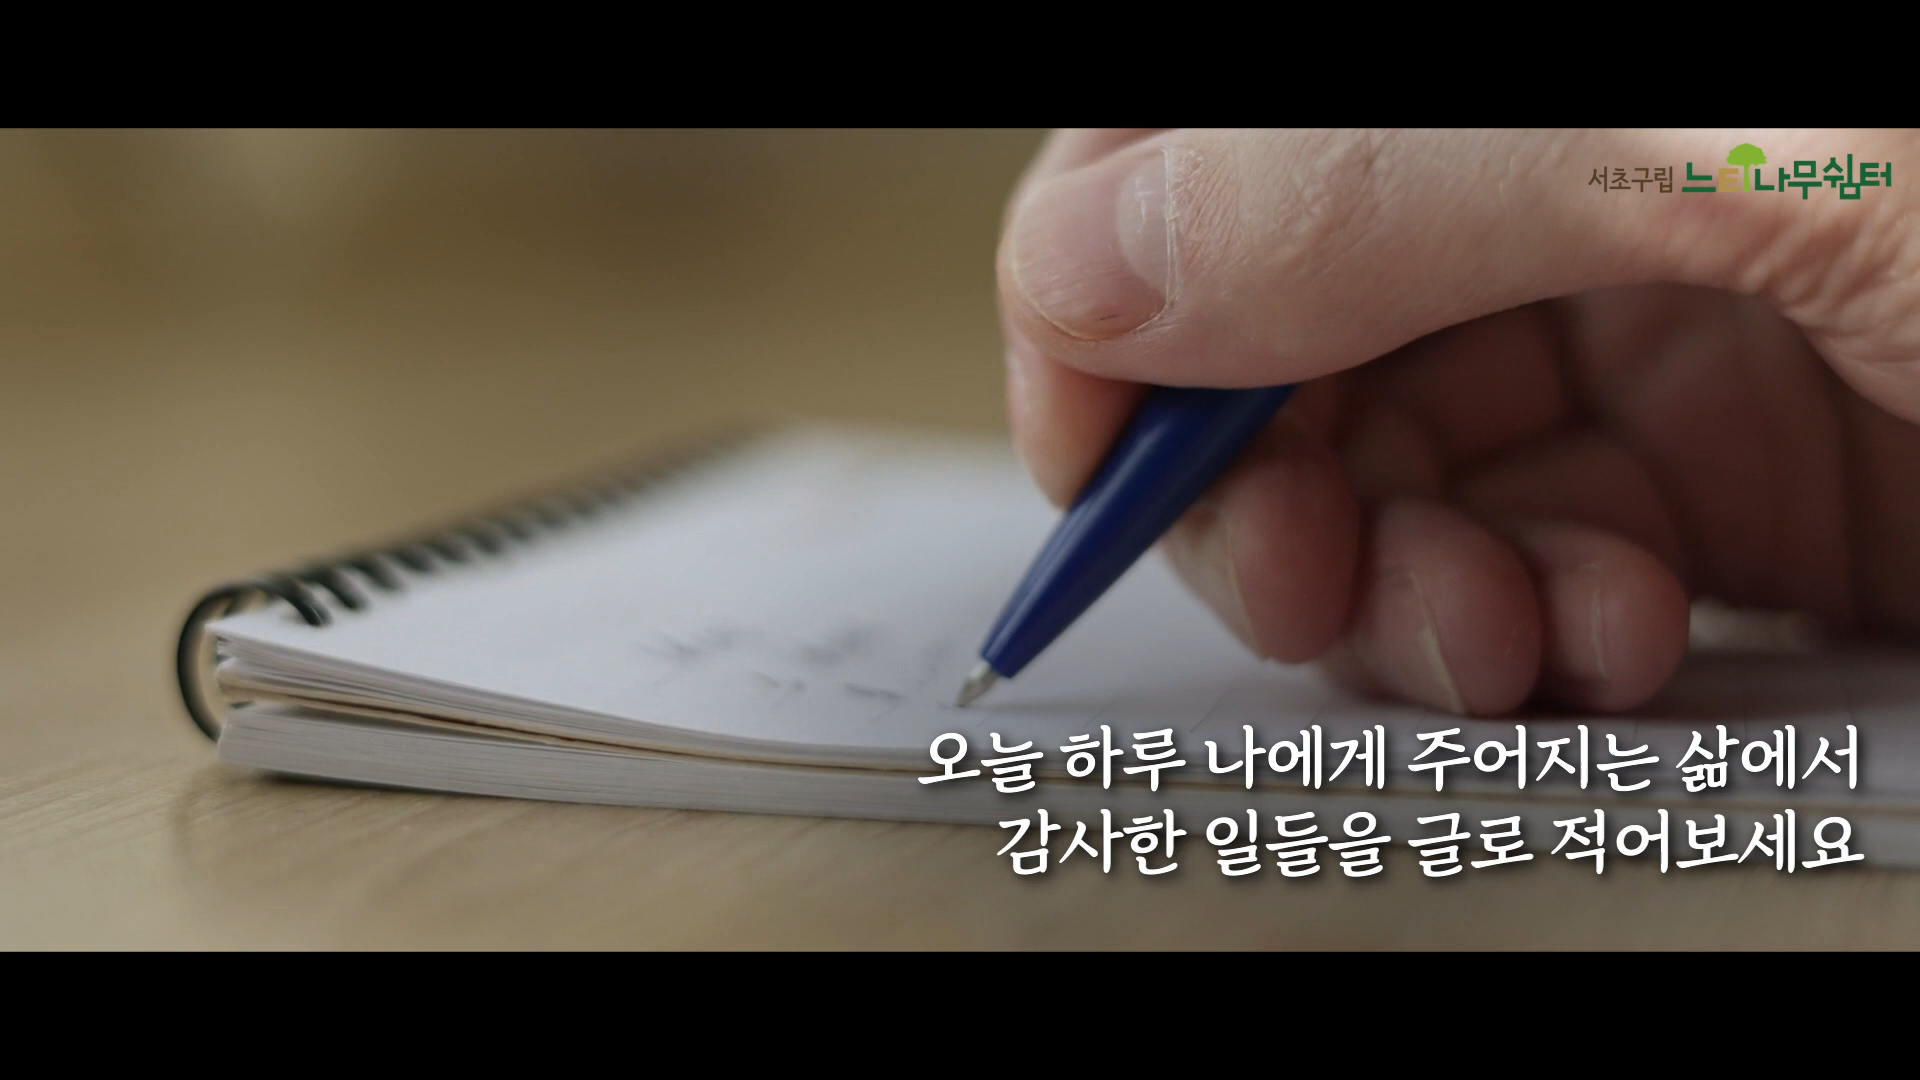 서초구립 느티나무쉼터
오늘 하루 나에게 주어지는 삶에서
감사한 일들을 글로 적어보세요